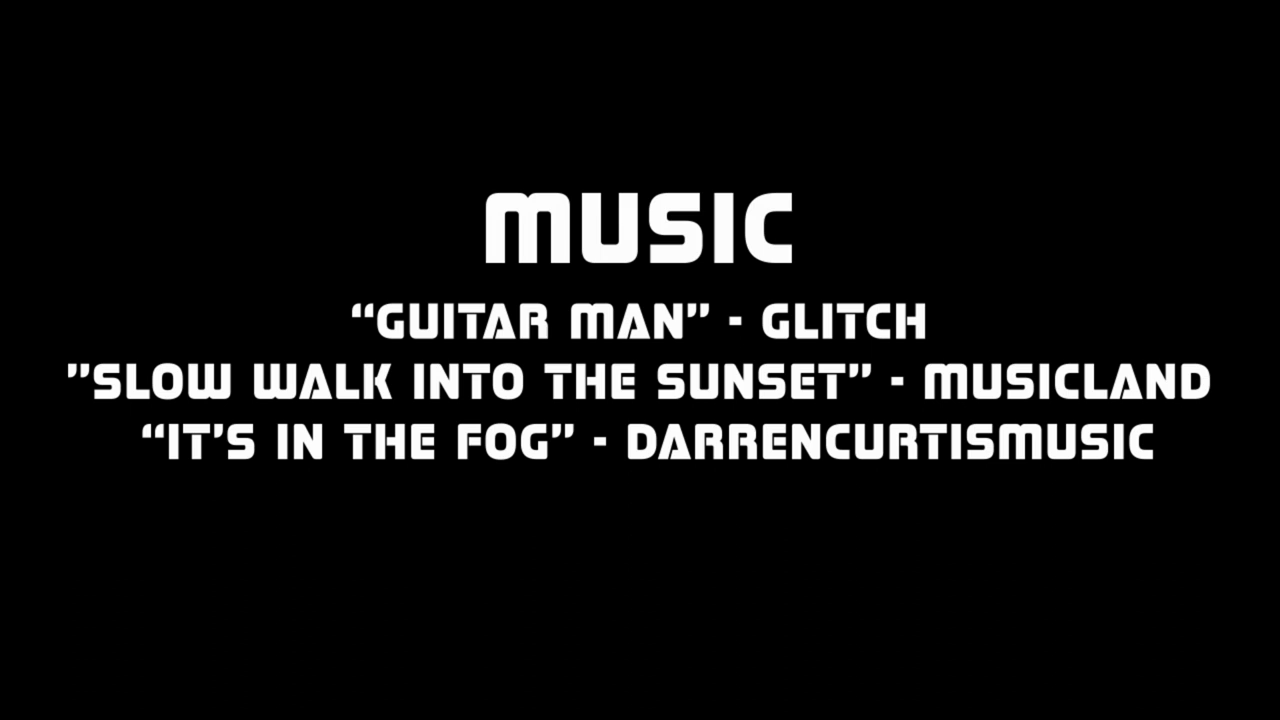 MUSIC
“GUITAR MAN” - GLITCH
”SLOW WALK INTO THE SUNSET” - MUSICLAND
“IT’S IN THE FOG” - DARRENCURTISMUSIC